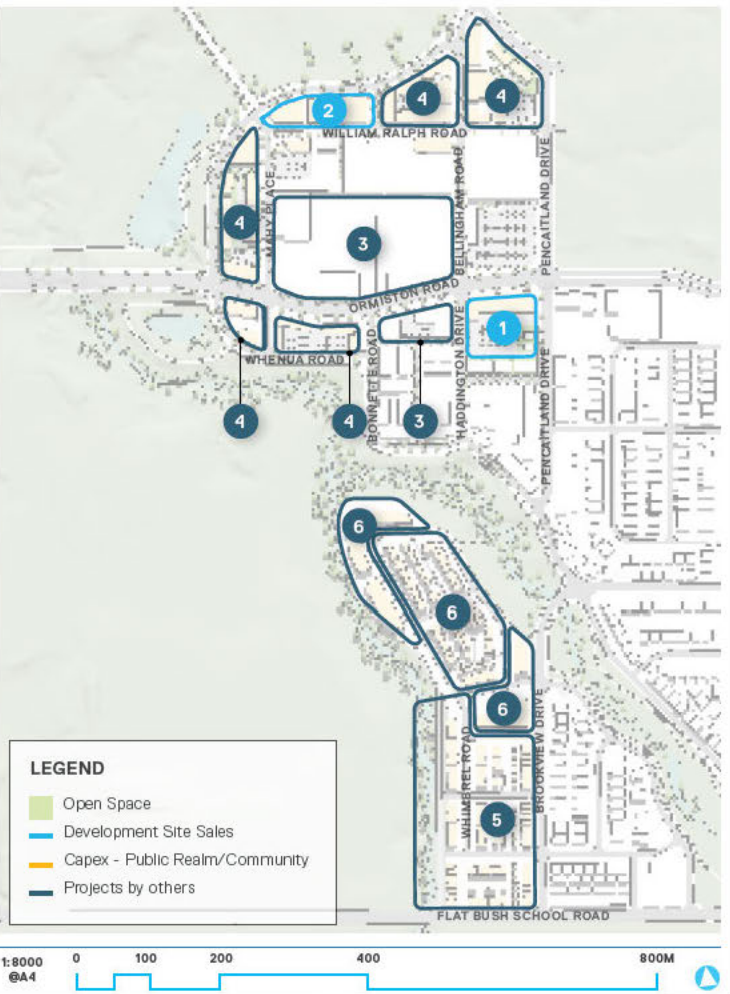 4
4
2
WILLIAM RALPH ROAD
MAHY PLACE
BELLINGHAM ROAD
PENCAITLAND DRIVE
4
3
ORMISTON ROAD
1
WHENUA ROAD
BONNETTE ROAD
HADDINGTON DRIVE
PENCAITLAND DRIVE
4
4
3
6
6
6
WHIMBREL ROAD
BROOKVIEW DRIVE
5
FLAT BUSH SCHOOL ROAD
LEGEND
Open Space
Development Site Sales
Capex - Public Realm/Community
Projects by others
1:8000
@A4
0 100 200 400 800M